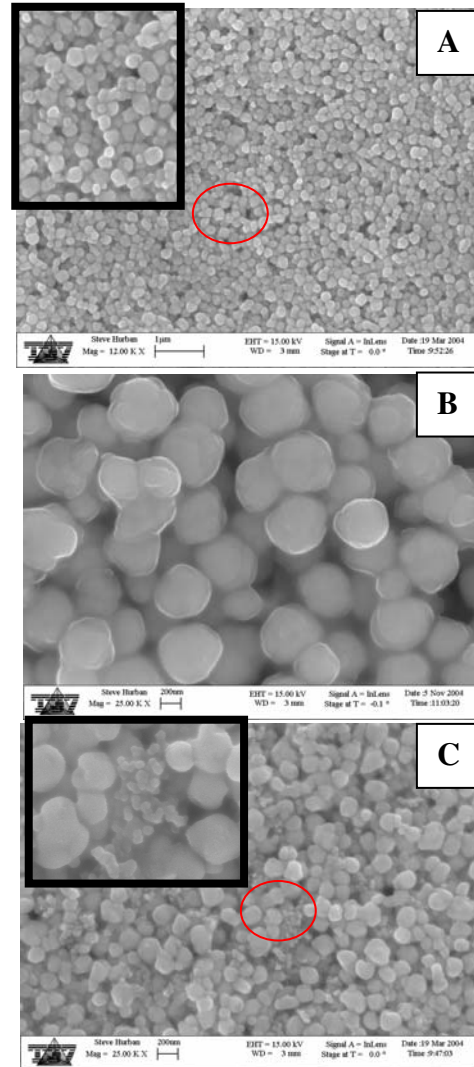 A
Steve Hurban 1µm EHT = 15.00 kV Signal A = InLens Date :19 Mar 2004
Mag = 12.00 K X WD = 3 mm Stage at T = 0.0 ° Time :9:52:26
B
Steve Hurban 200nm EHT = 15.00 kV Signal A = InLens Date :5 Nov 2004
Mag = 25.00 K X WD = 3 mm Stage at T = -0.1 ° Time :11:03:20
C
Steve Hurban 200nm EHT = 15.00 kV Signal A = InLens Date :19 Mar 2004
Mag = 25.00 K X WD = 3 mm Stage at T = 0.0 ° Time :9:47:03